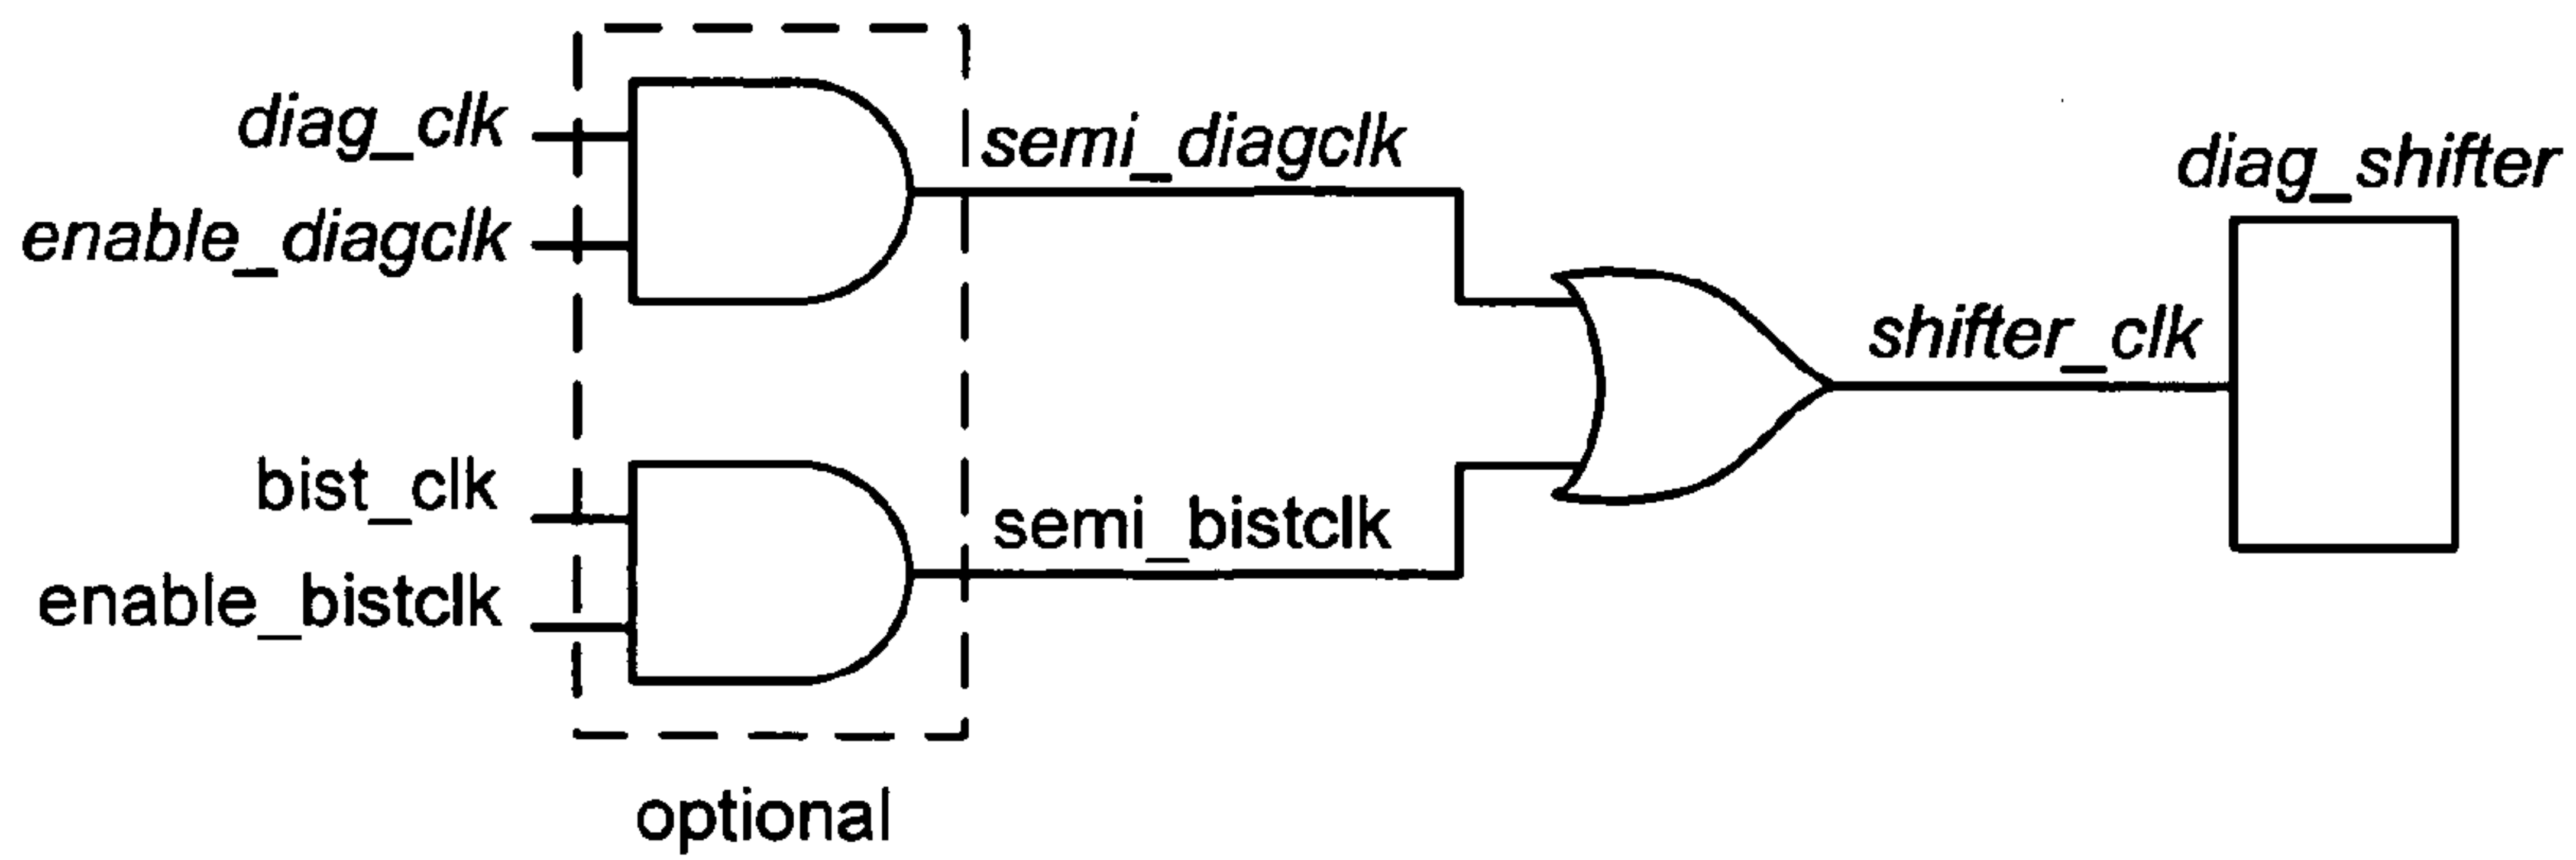 diag_clk
enable_diagclk
semi_diagclk
bist_clk
enable_bistclk
semi_bistclk
shifter_clk
diag_shifter
optional